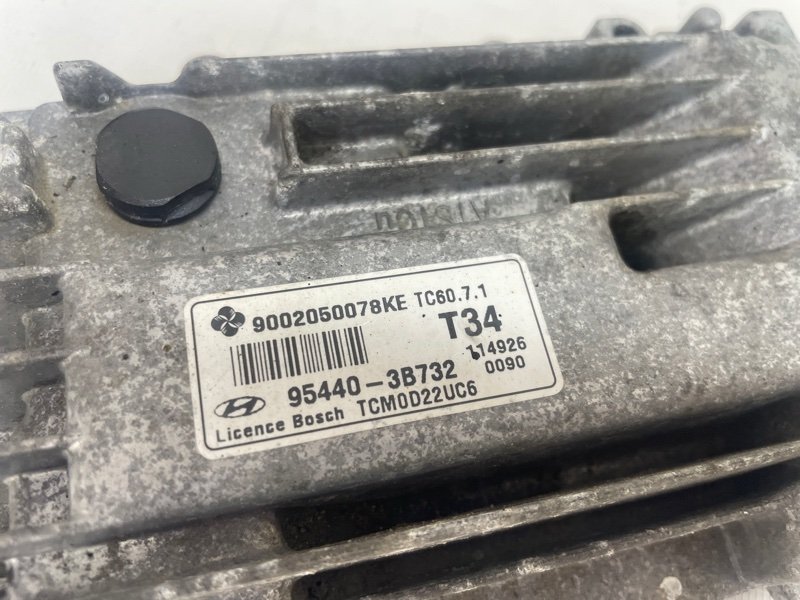 9002050078KE TC60.7.1
T34
114926
95440-3B732 0090
Licence Bosch TCM0D22UC6